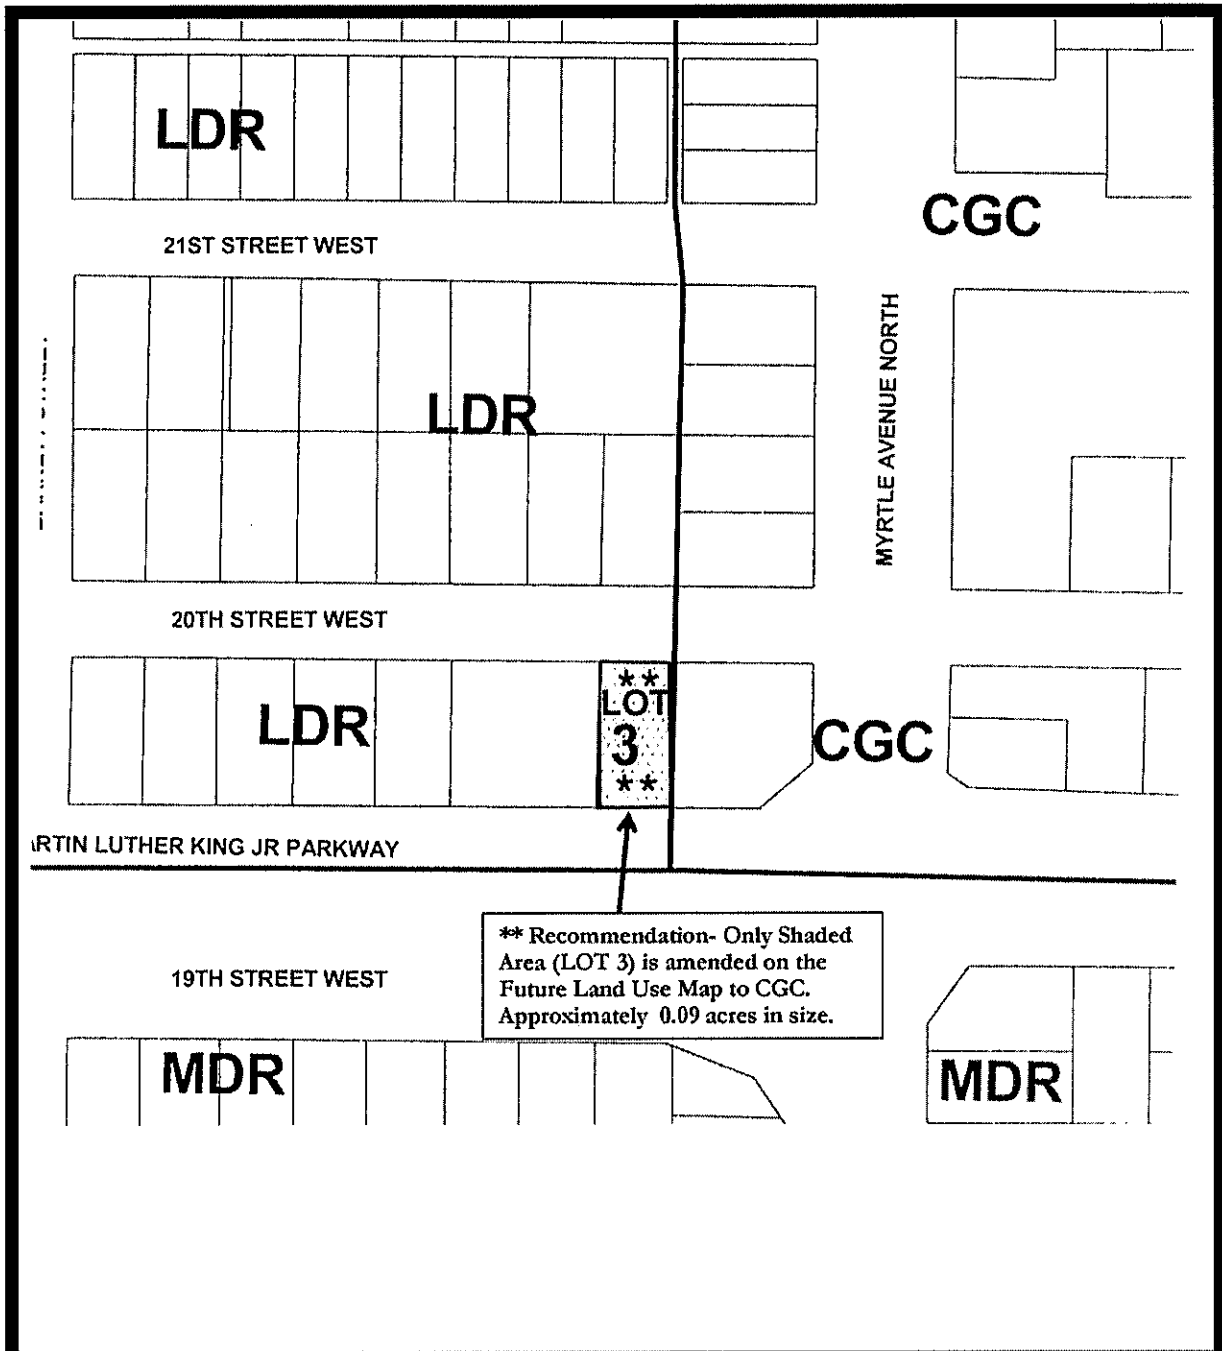 LDR
CGC
21ST STREET WEST
MYRTLE AVENUE NORTH
LDR
20TH STREET WEST
**
LOT
3
**
LDR
CGC
ARTIN LUTHER KING JR PARKWAY
** Recommendation- Only Shaded
Area (LOT 3) is amended on the
Future Land Use Map to CGC.
Approximately 0.09 acres in size.
19TH STREET WEST
MDR
MDR